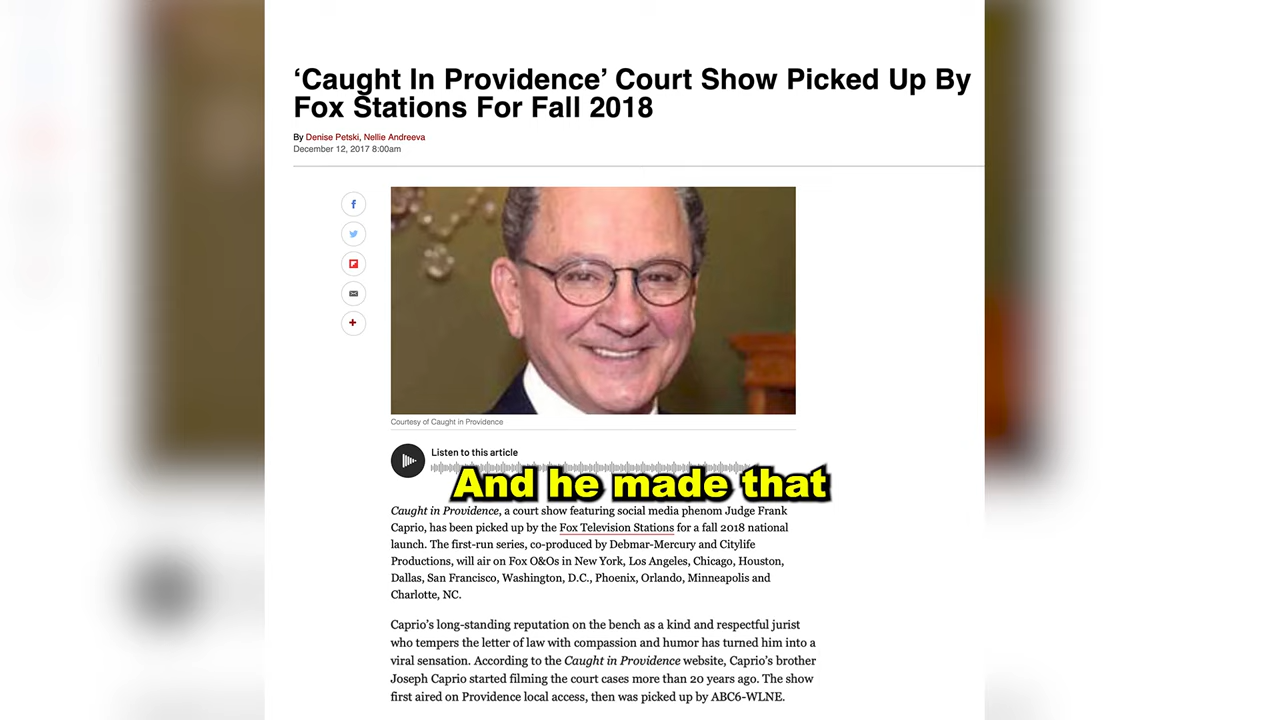 ‘Caught In Providence’ Court Show Picked Up By
Fox Stations For Fall 2018
By Denise Petski, Nellie Andreeva
December 12, 2017 8:00am
Courtesy of Caught in Providence
Listen to this article
And he made that
Caught in Providence, a court show featuring social media phenom Judge Frank
Caprio, has been picked up by the Fox Television Stations for a fall 2018 national
launch. The first-run series, co-produced by Debmar-Mercury and Citylife
Productions, will air on Fox O&Os in New York, Los Angeles, Chicago, Houston,
Dallas, San Francisco, Washington, D.C., Phoenix, Orlando, Minneapolis and
Charlotte, NC.
Caprio’s long-standing reputation on the bench as a kind and respectful jurist
who tempers the letter of law with compassion and humor has turned him into a
viral sensation. According to the Caught in Providence website, Caprio’s brother
Joseph Caprio started filming the court cases more than 20 years ago. The show
first aired on Providence local access, then was picked up by ABC6-WLNE.